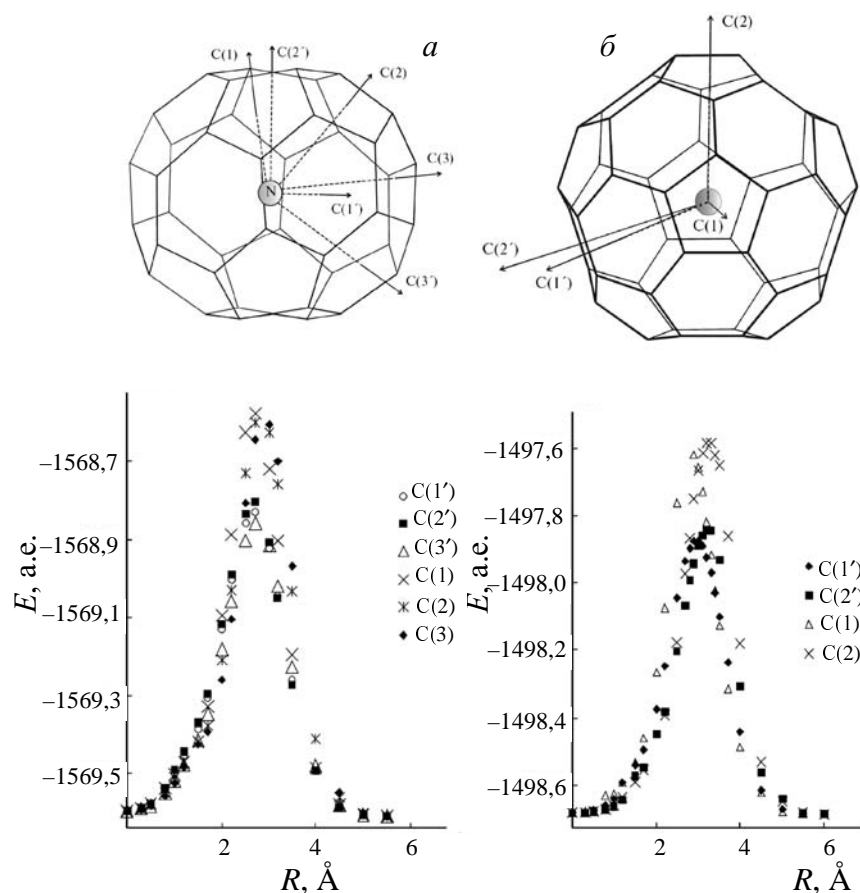 а
б
C(1)
C(2´)
C(2)
C(3)
N
C(1´)
C(3´)
C(2)
C(1)
C(2´)
C(1´)
E, а.е.
–1568,7
–1568,9
–1569,1
–1569,3
–1569,5
C(1′)
C(2′)
C(3′)
C(1)
C(2)
C(3)
2
4
6
R, Å
E, а.е.
–1497,6
–1497,8
–1498,0
–1498,2
–1498,4
–1498,6
C(1′)
C(2′)
C(1)
C(2)
0
2
4
6
R, Å